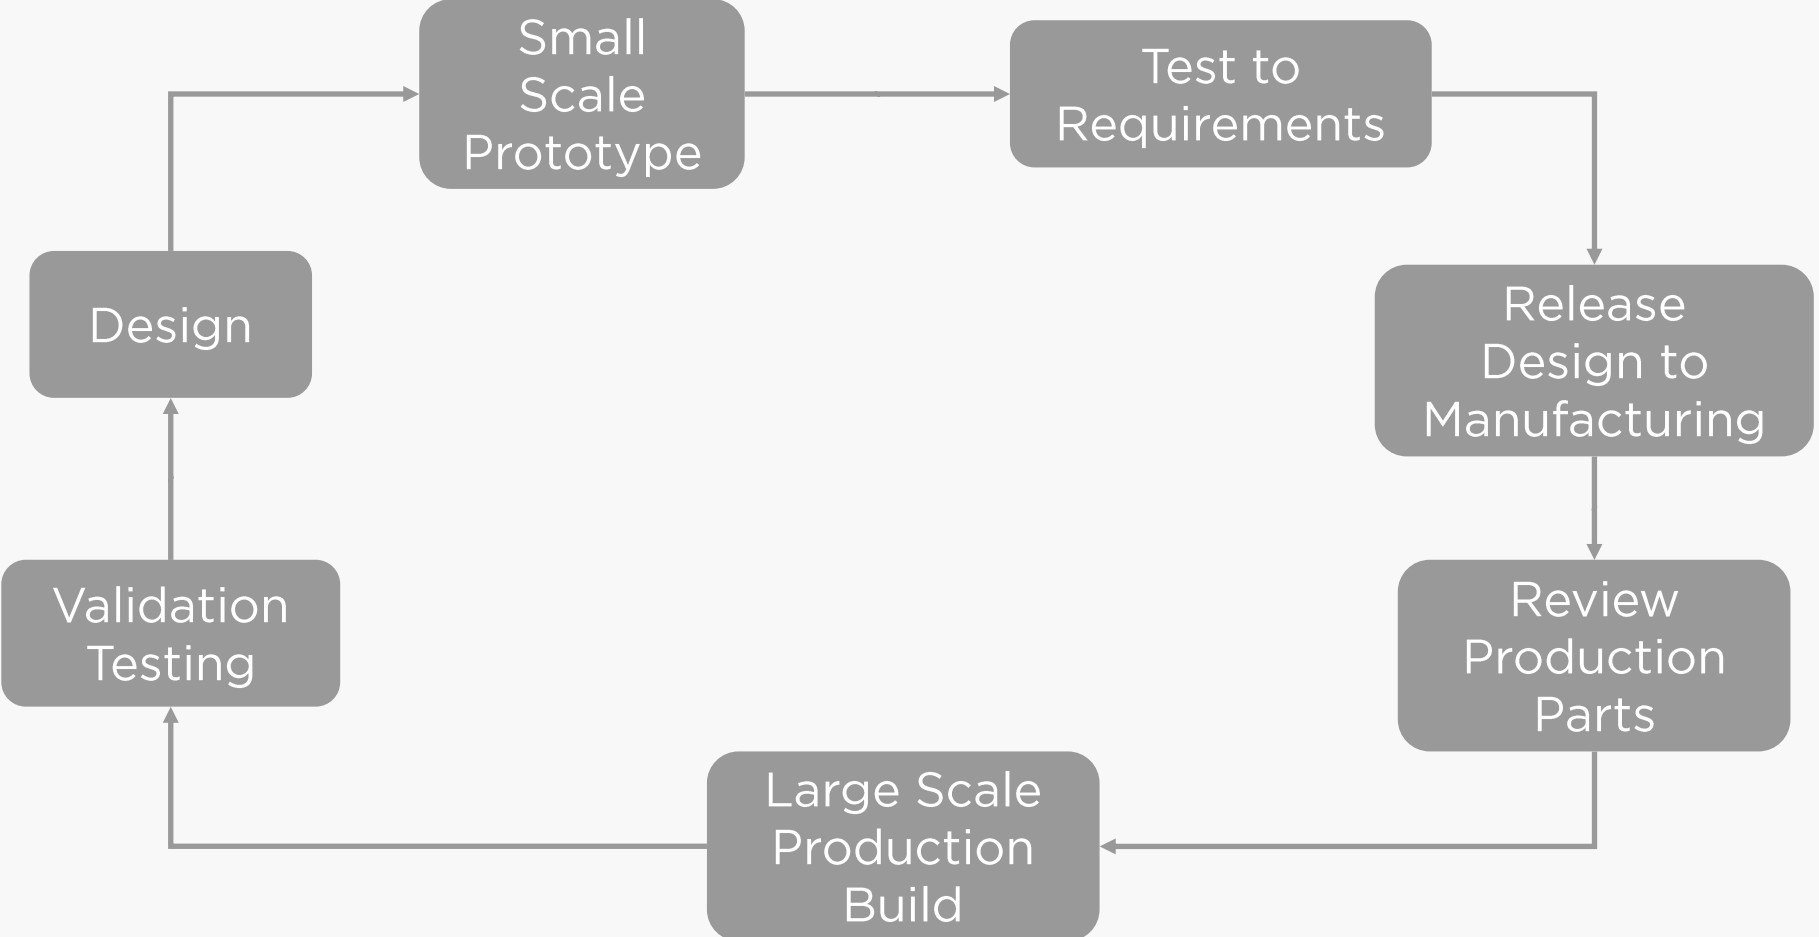 Small
Scale
Prototype
Test to
Requirements
Design
Release
Design to
Manufacturing
Validation
Testing
Review
Production
Parts
Large Scale
Production
Build